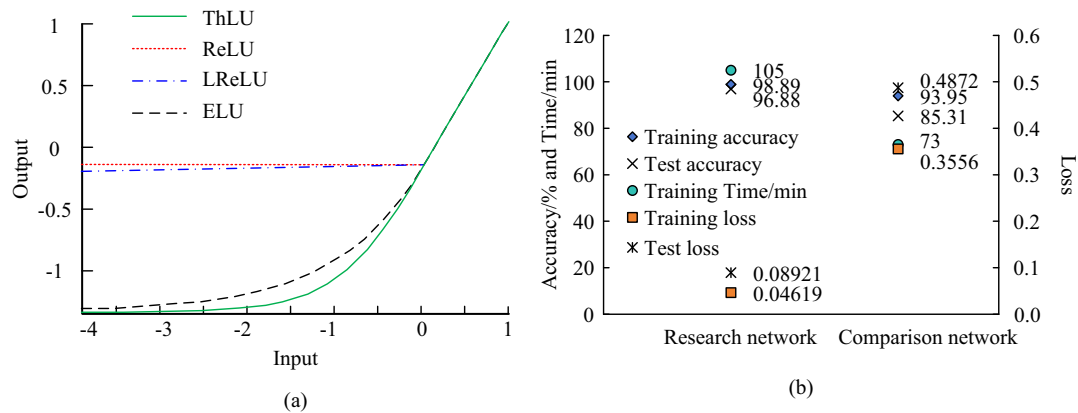 ThLU
ReLU
LReLU
ELU
1
0.5
0
-0.5
-1
Output
-4
-3
-2
-1
0
1
Input
(a)
120
100
80
60
40
20
0
Accuracy/% and Time/min
0.6
0.5
0.4
0.3
0.2
0.1
0.0
Loss
105
98.89
96.88
0.4872
93.95
85.31
73
0.3556
Training accuracy
Test accuracy
Training Time/min
Training loss
Test loss
0.08921
0.04619
Research network
Comparison network
(b)